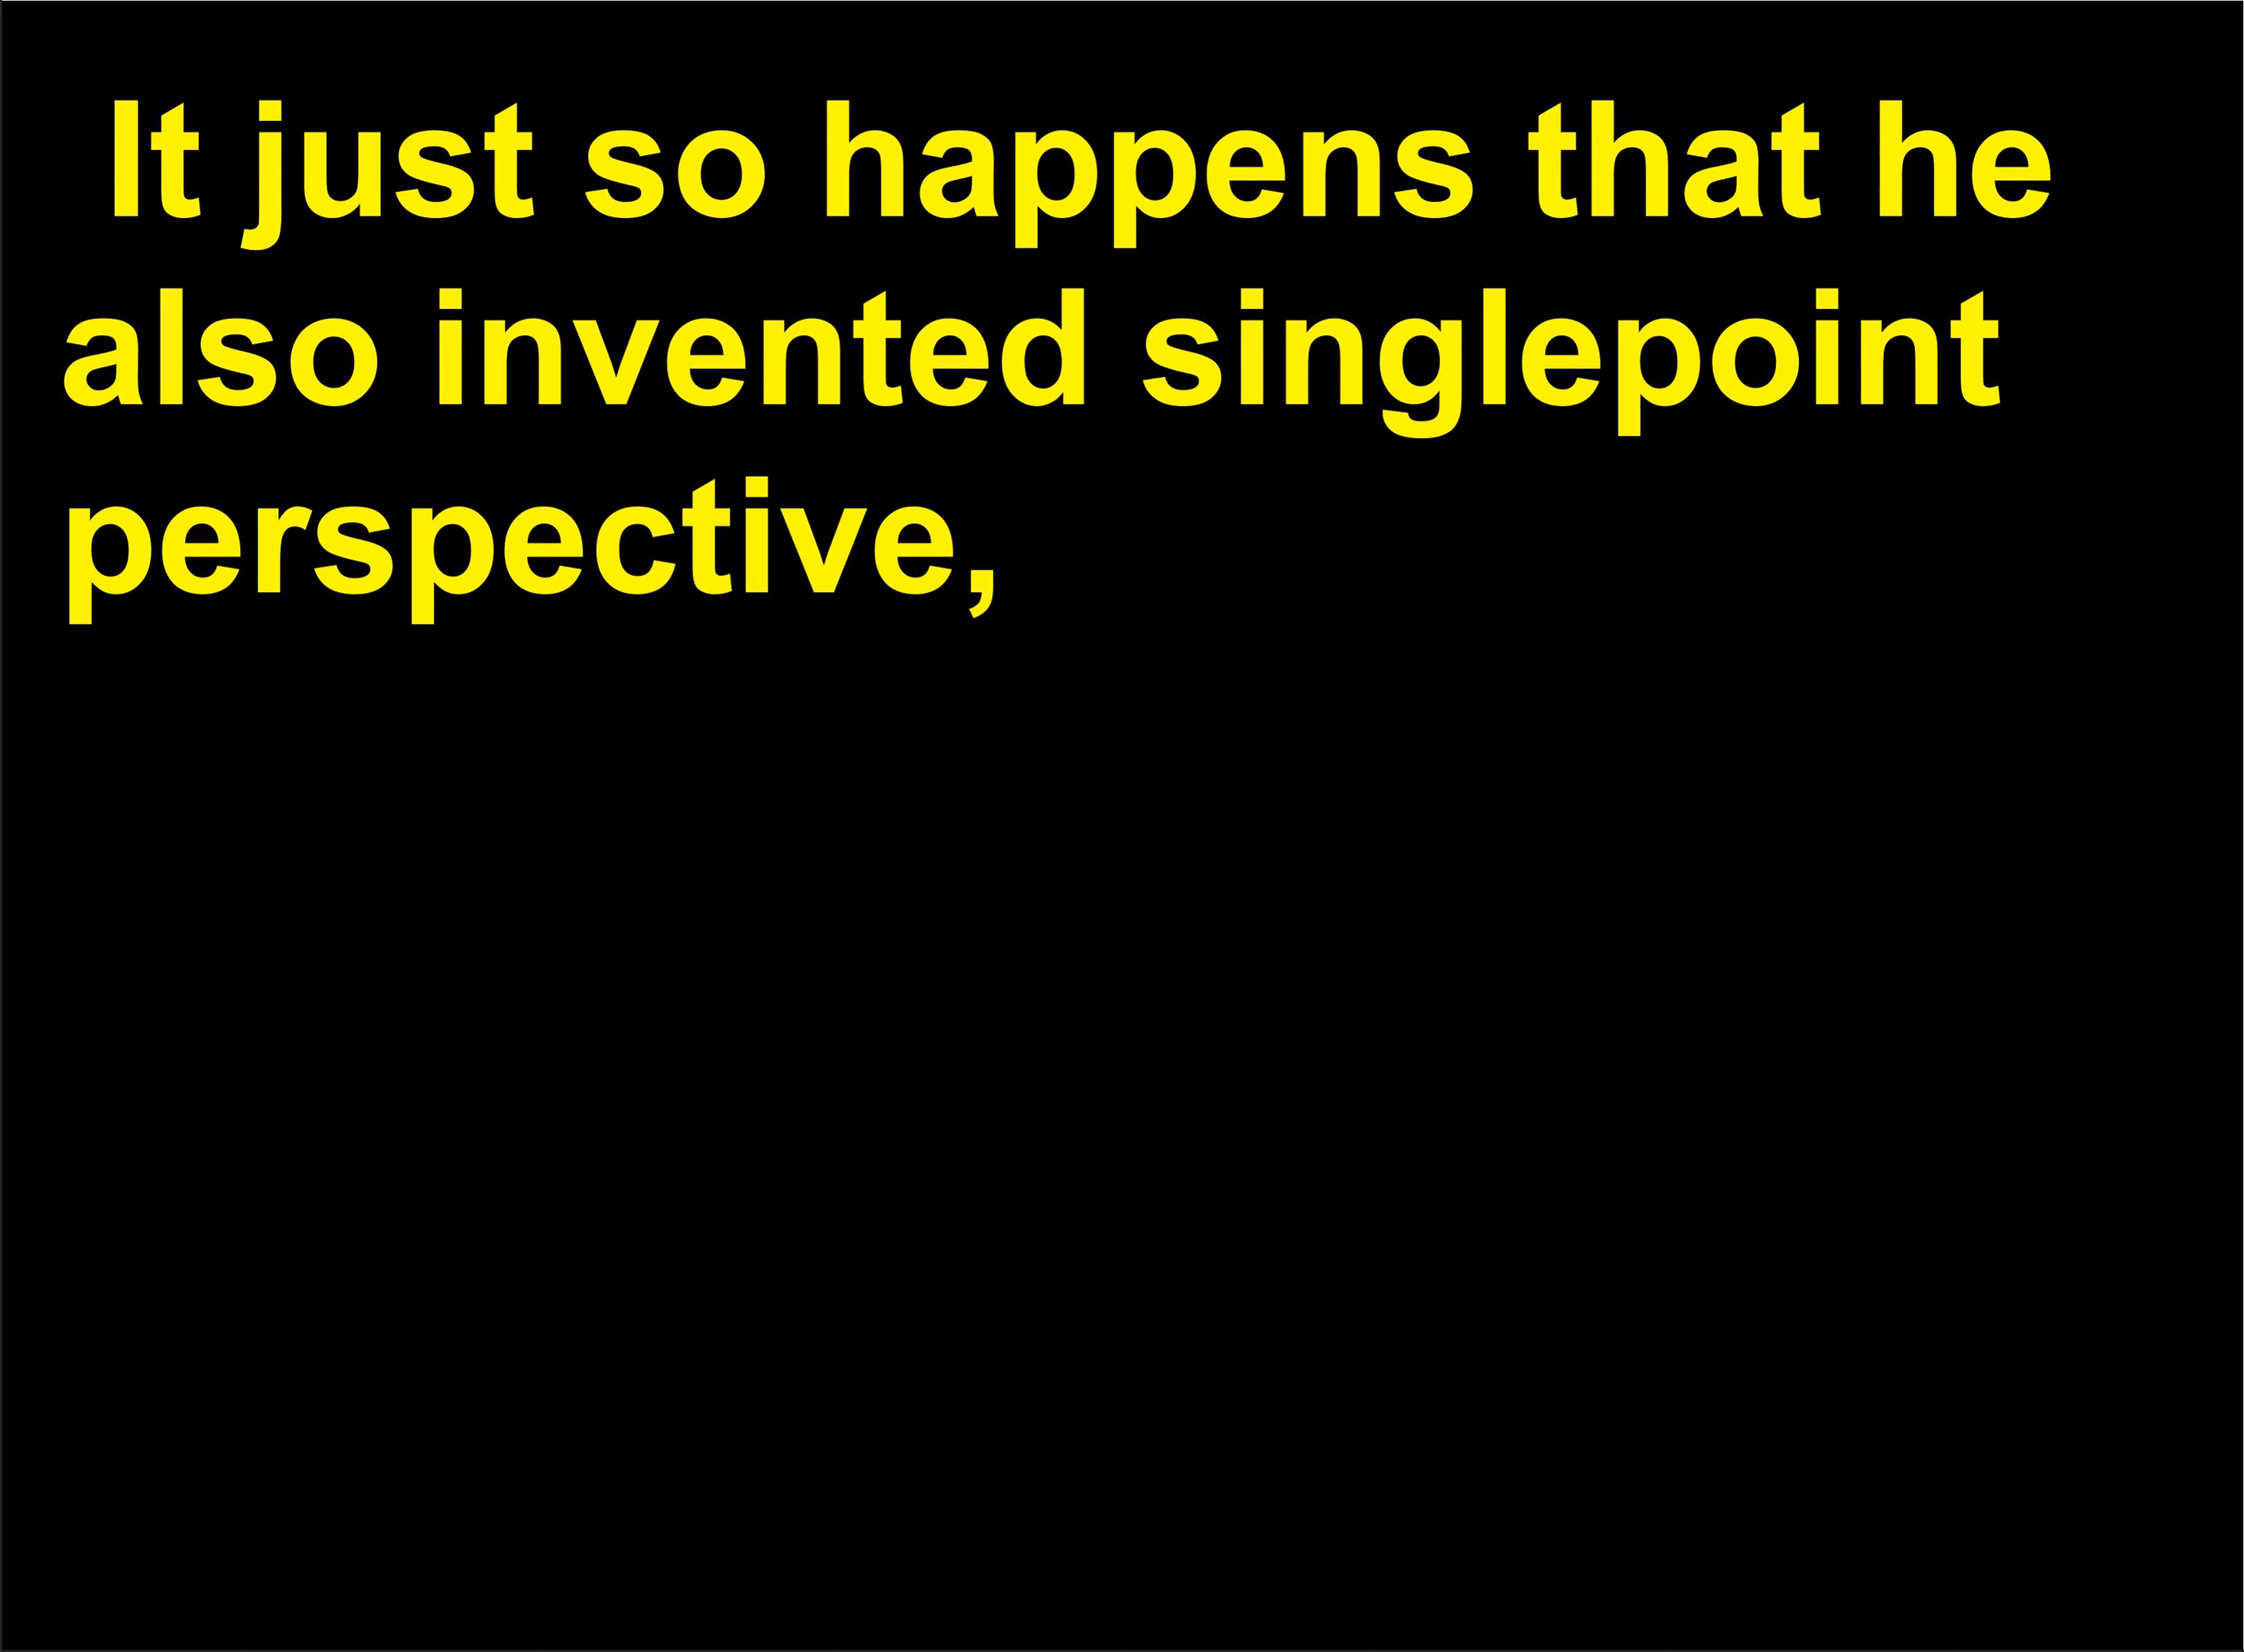 It just so happens that he
also invented singlepoint
perspective,